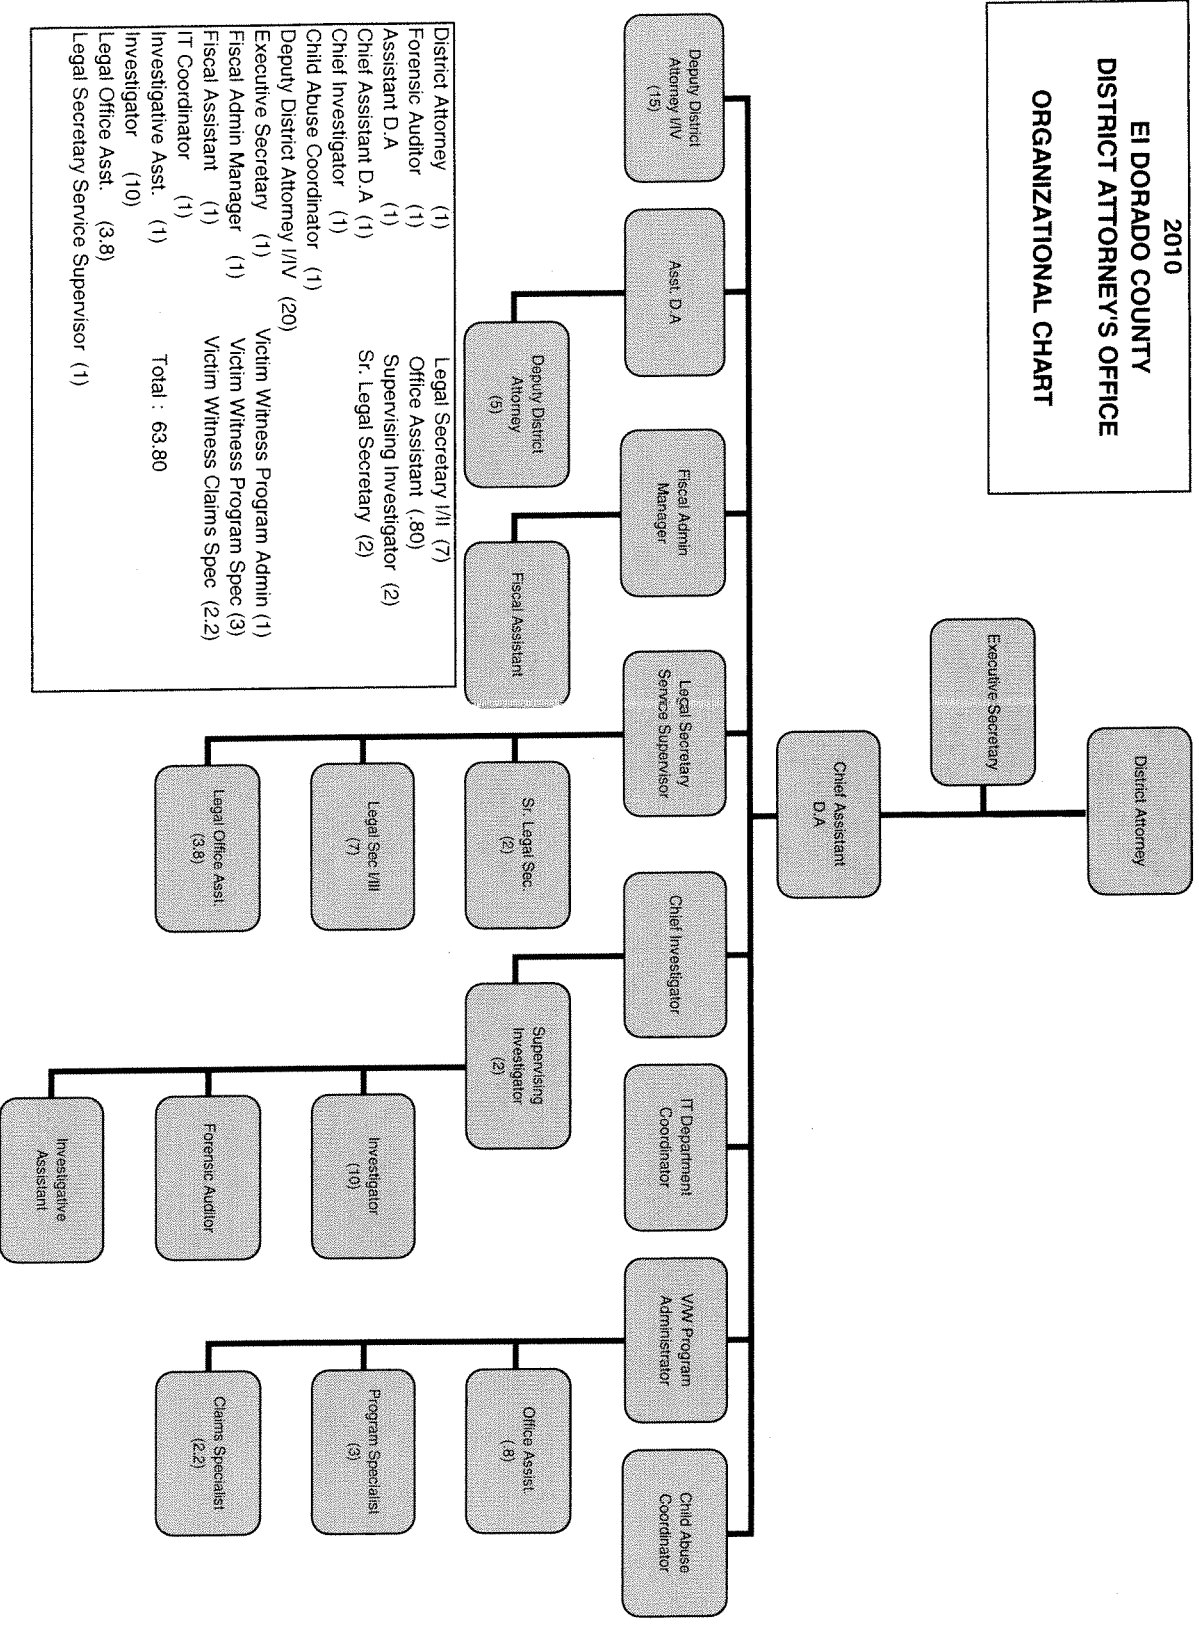 2010
El DORADO COUNTY
DISTRICT ATTORNEY'S OFFICE
ORGANIZATIONAL CHART
District Attorney
Executive Secretary
Chief Assistant
D.A
Deputy District
Attorney I/IV
(15)
Asst. D.A
Fiscal Admin
Manager
Legal Secretary
Service Supervisor
Chief Investigator
IT Department
Coordinator
V/W Program
Administrator
Child Abuse
Coordinator
Deputy District
Attorney
(5)
Fiscal Assistant
Sr. Legal Sec.
(2)
Legal Sec I/III
(7)
Legal Office Asst.
(3.8)
Supervising
Investigator
(2)
Investigator
(10)
Forensic Auditor
Investigative
Assistant
Office Assist.
(.8)
Program Specialist
(3)
Claims Specialist
(2.2)
District Attorney (1)
Forensic Auditor (1)
Assistant D.A (1)
Chief Assistant D.A (1)
Chief Investigator (1)
Child Abuse Coordinator (1)
Deputy District Attorney I/IV (20)
Executive Secretary (1)
Fiscal Admin Manager (1)
Fiscal Assistant (1)
IT Coordinator (1)
Investigative Asst. (1)
Investigator (10)
Legal Office Asst. (3.8)
Legal Secretary Service Supervisor (1)
Legal Secretary I/II (7)
Office Assistant (.80)
Supervising Investigator (2)
Sr. Legal Secretary (2)
Victim Witness Program Admin (1)
Victim Witness Program Spec (3)
Victim Witness Claims Spec (2.2)
Total : 63.80